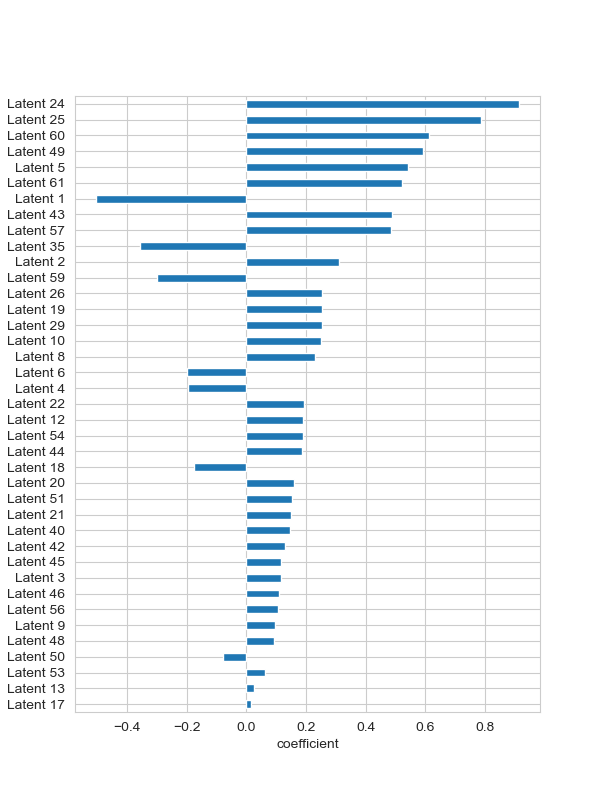 Latent 24
Latent 25
Latent 60
Latent 49
Latent 5
Latent 61
Latent 1
Latent 43
Latent 57
Latent 35
Latent 2
Latent 59
Latent 26
Latent 19
Latent 29
Latent 10
Latent 8
Latent 6
Latent 4
Latent 22
Latent 12
Latent 54
Latent 44
Latent 18
Latent 20
Latent 51
Latent 21
Latent 40
Latent 42
Latent 45
Latent 3
Latent 46
Latent 56
Latent 9
Latent 48
Latent 50
Latent 53
Latent 13
Latent 17
−0.4 −0.2 0.0 0.2 0.4 0.6 0.8
coefficient